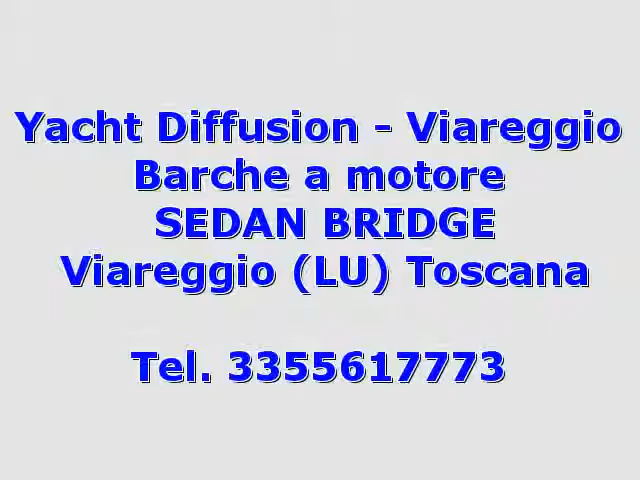 Yacht Diffusion - Viareggio
Barche a motore
SEDAN BRIDGE
Viareggio (LU) Toscana
Tel. 3355617773